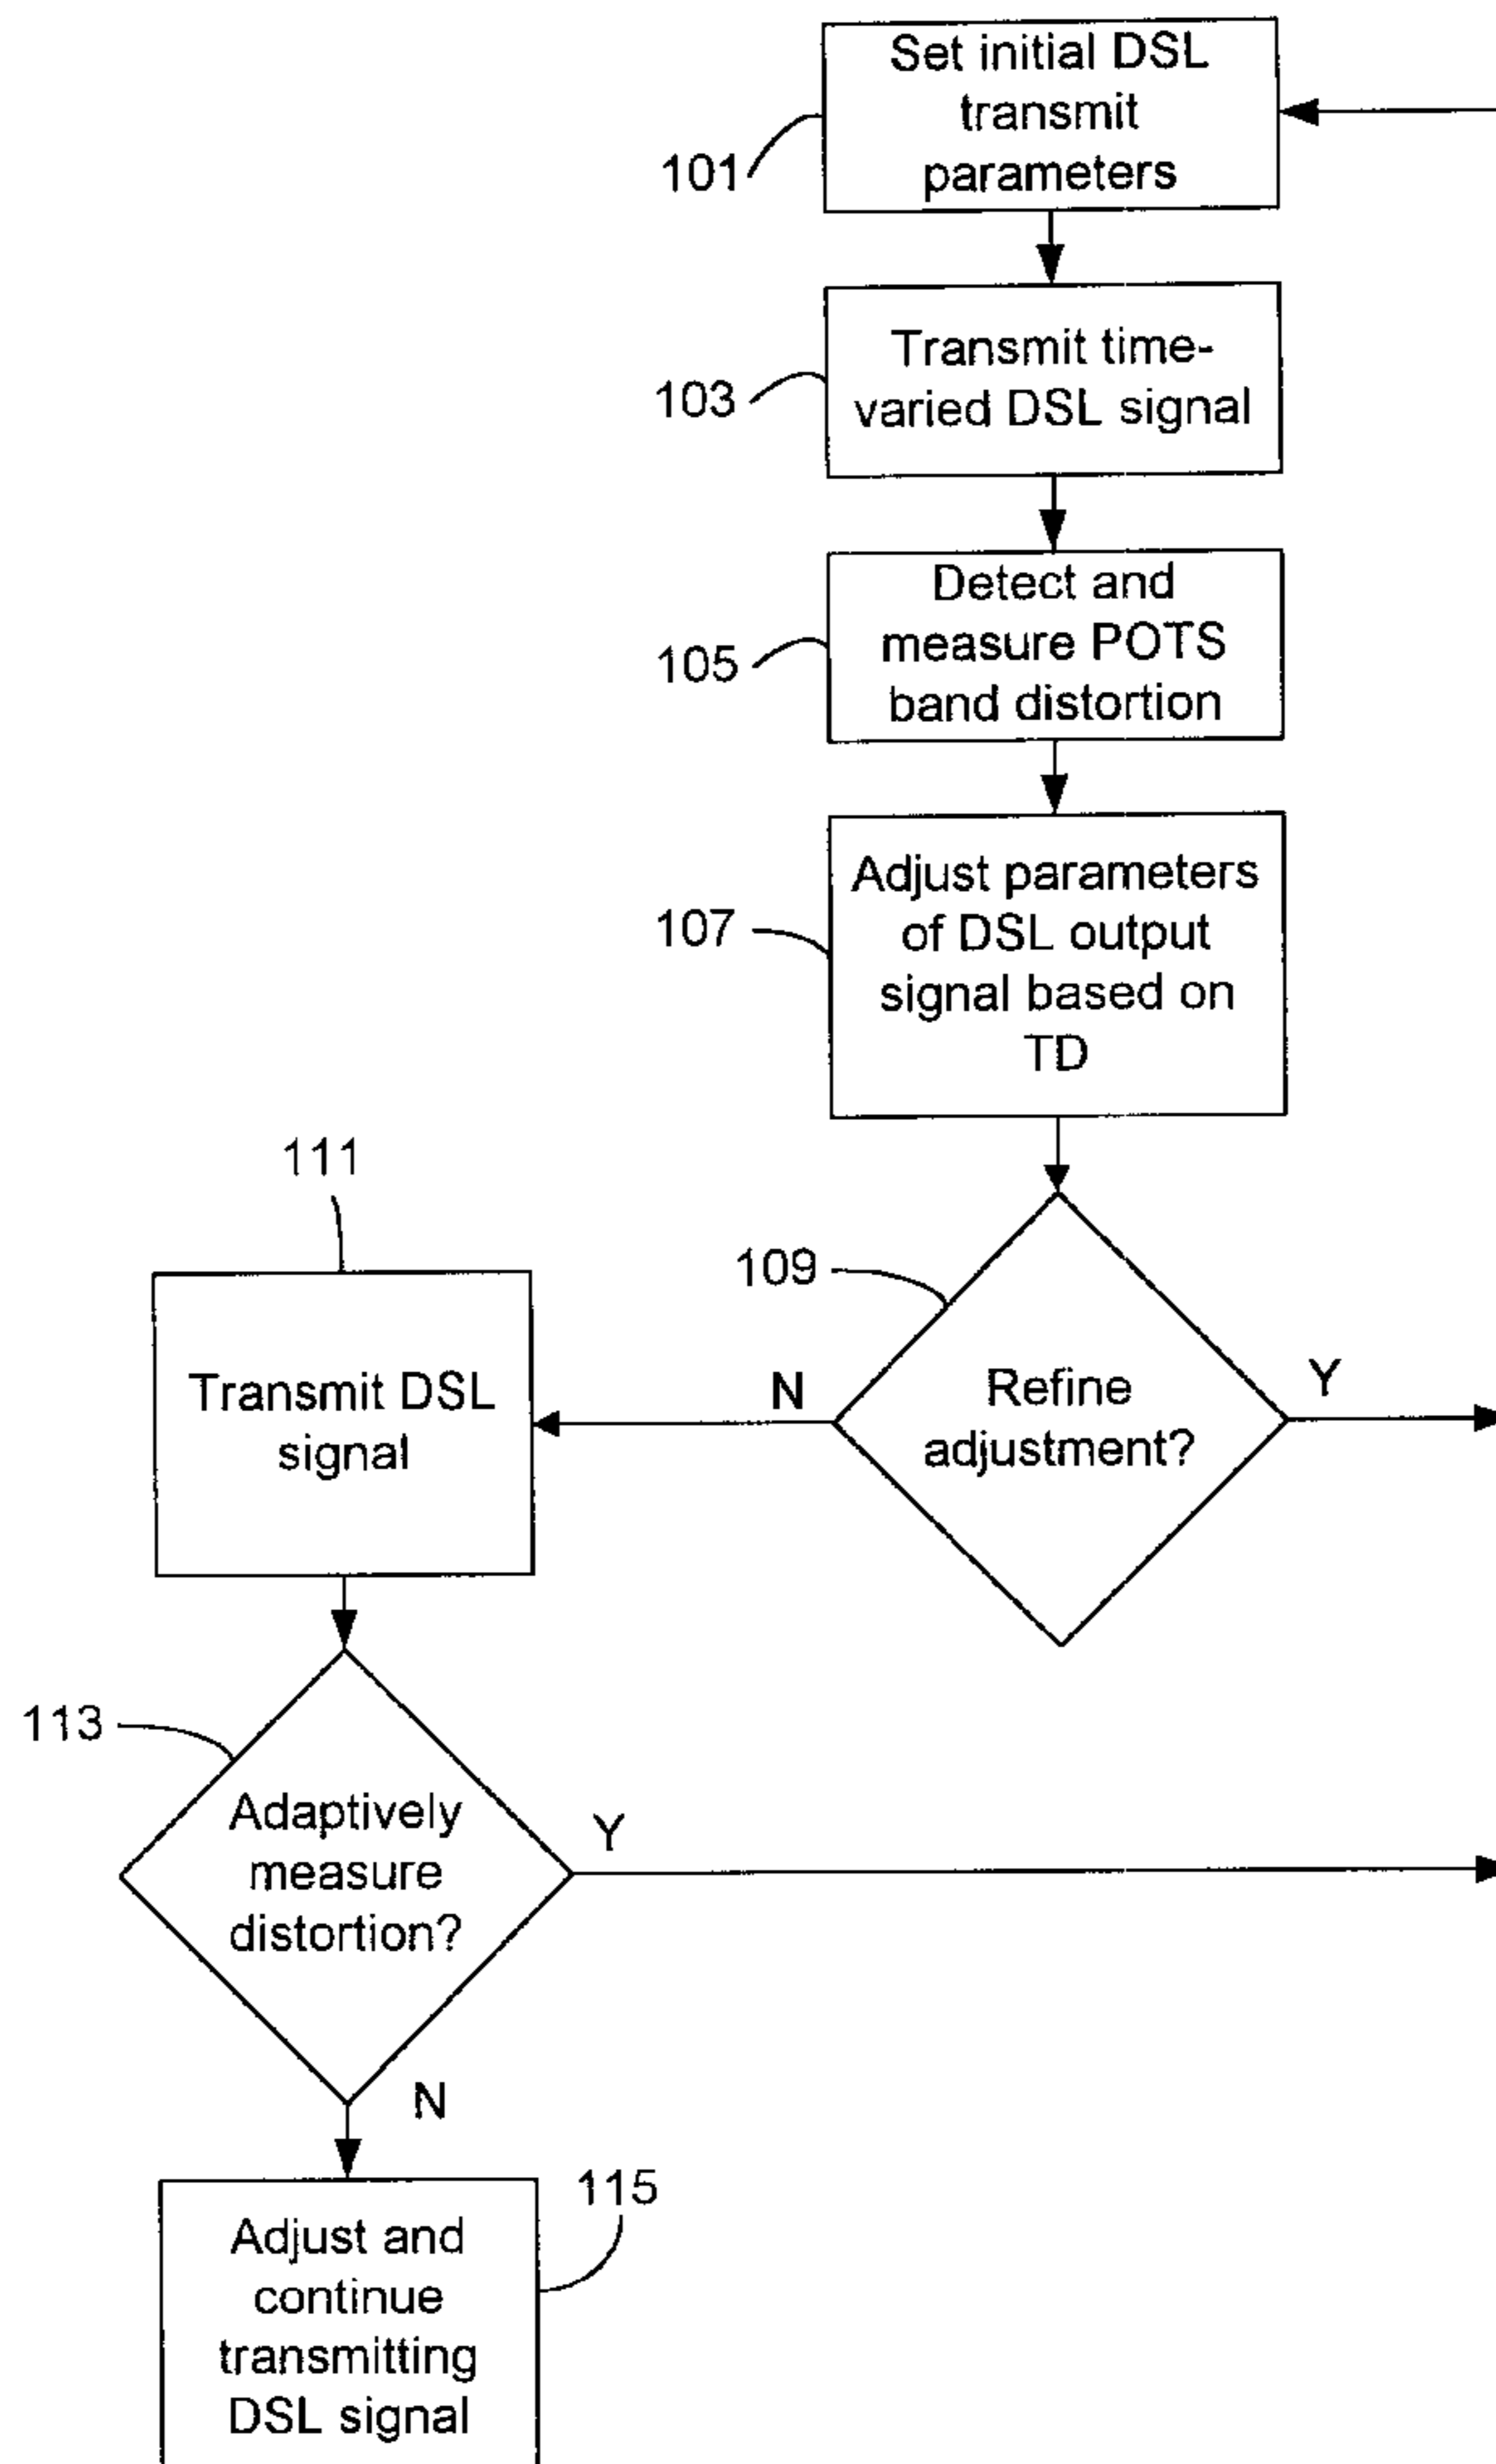 Set initial DSL
transmit
parameters
101
Transmit time-
varied DSL signal
103
Detect and
measure POTS
band distortion
105
Adjust parameters
of DSL output
signal based on
TD
107
111
109
Transmit DSL
signal
N
Refine
adjustment?
Y
113
Adaptively
measure
distortion?
Y
N
115
Adjust and
continue
transmitting
DSL signal